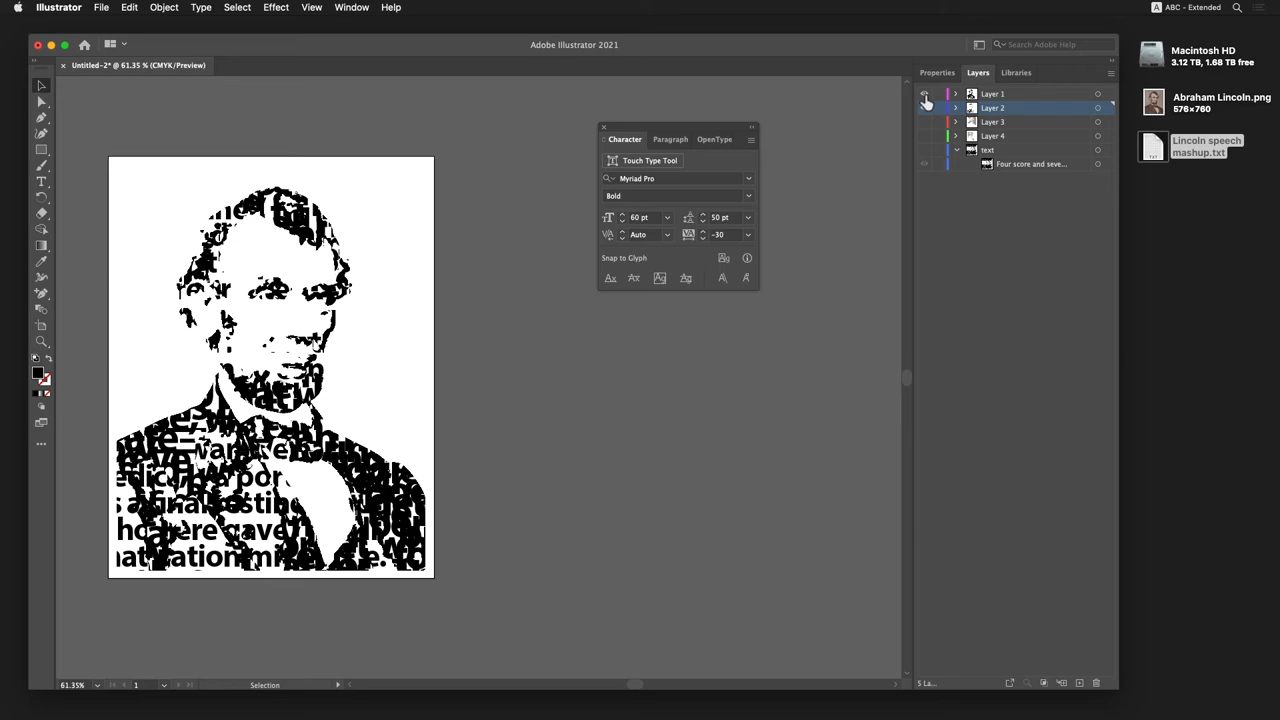 Illustrator File Edit Object Type Select Effect View Window Help
A ABC - Extended
Adobe Illustrator 2021
Search Adobe Help
× Untitled-2* @ 61.35 % (CMYK/Preview)
Properties Layers Libraries
Layer 1
Layer 2
Layer 3
Layer 4
text
Four score and seve...
Character Paragraph OpenType
Touch Type Tool
Myriad Pro
Bold
60 pt 50 pt
Auto -30
Snap to Glyph
Macintosh HD
3.12 TB, 1.68 TB free
Abraham Lincoln.png
576×760
Lincoln speech
mashup.txt
TXT
61.35% 1 Selection
5 La...